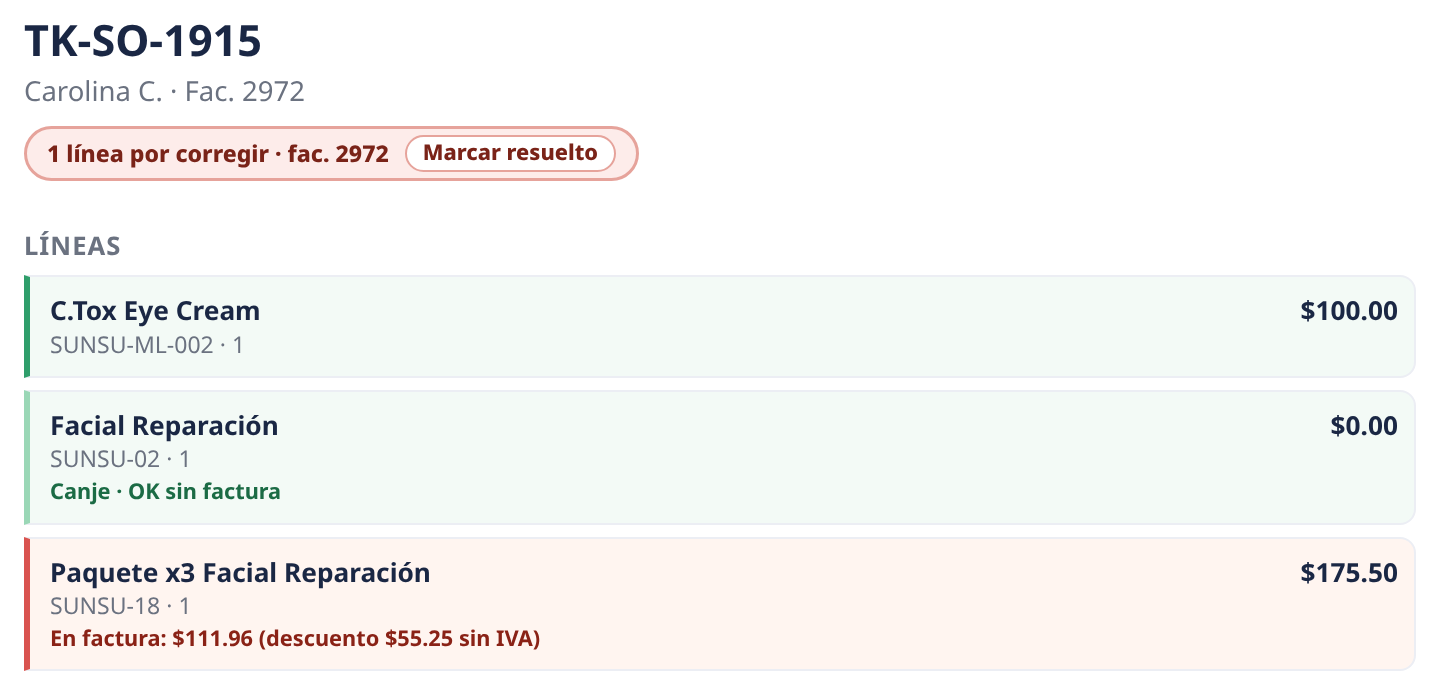 TK-SO-1915
Carolina C. · Fac. 2972
1 línea por corregir · fac. 2972 Marcar resuelto
LÍNEAS
C.Tox Eye Cream $100.00
SUNSU-ML-002 · 1
Facial Reparación $0.00
SUNSU-02 · 1
Canje · OK sin factura
Paquete x3 Facial Reparación $175.50
SUNSU-18 · 1
En factura: $111.96 (descuento $55.25 sin IVA)